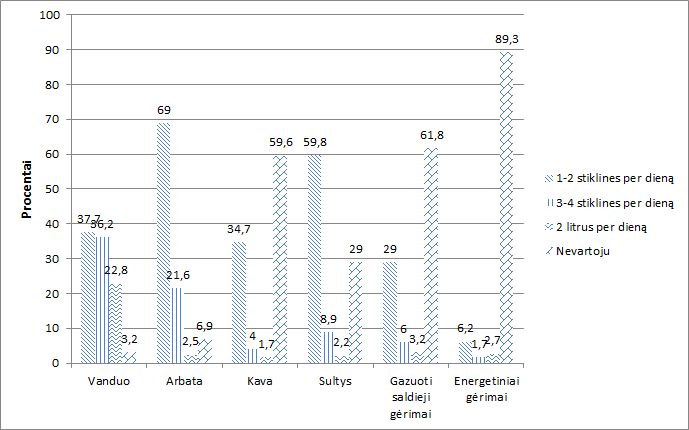 100
90
80
70
60
50
40
30
20
10
0
Procentai
37,7
36,2
22,8
3,2
69
21,6
2,5
6,9
34,7
4
1,7
59,6
59,8
8,9
2,2
29
29
6
3,2
61,8
6,2
1,7
2,7
89,3
Vanduo
Arbata
Kava
Sultys
Gazuoti
saldieji
gėrimai
Energetiniai
gėrimai
1-2 stiklines per dieną
3-4 stiklines per dieną
2 litrus per dieną
Nevartoju